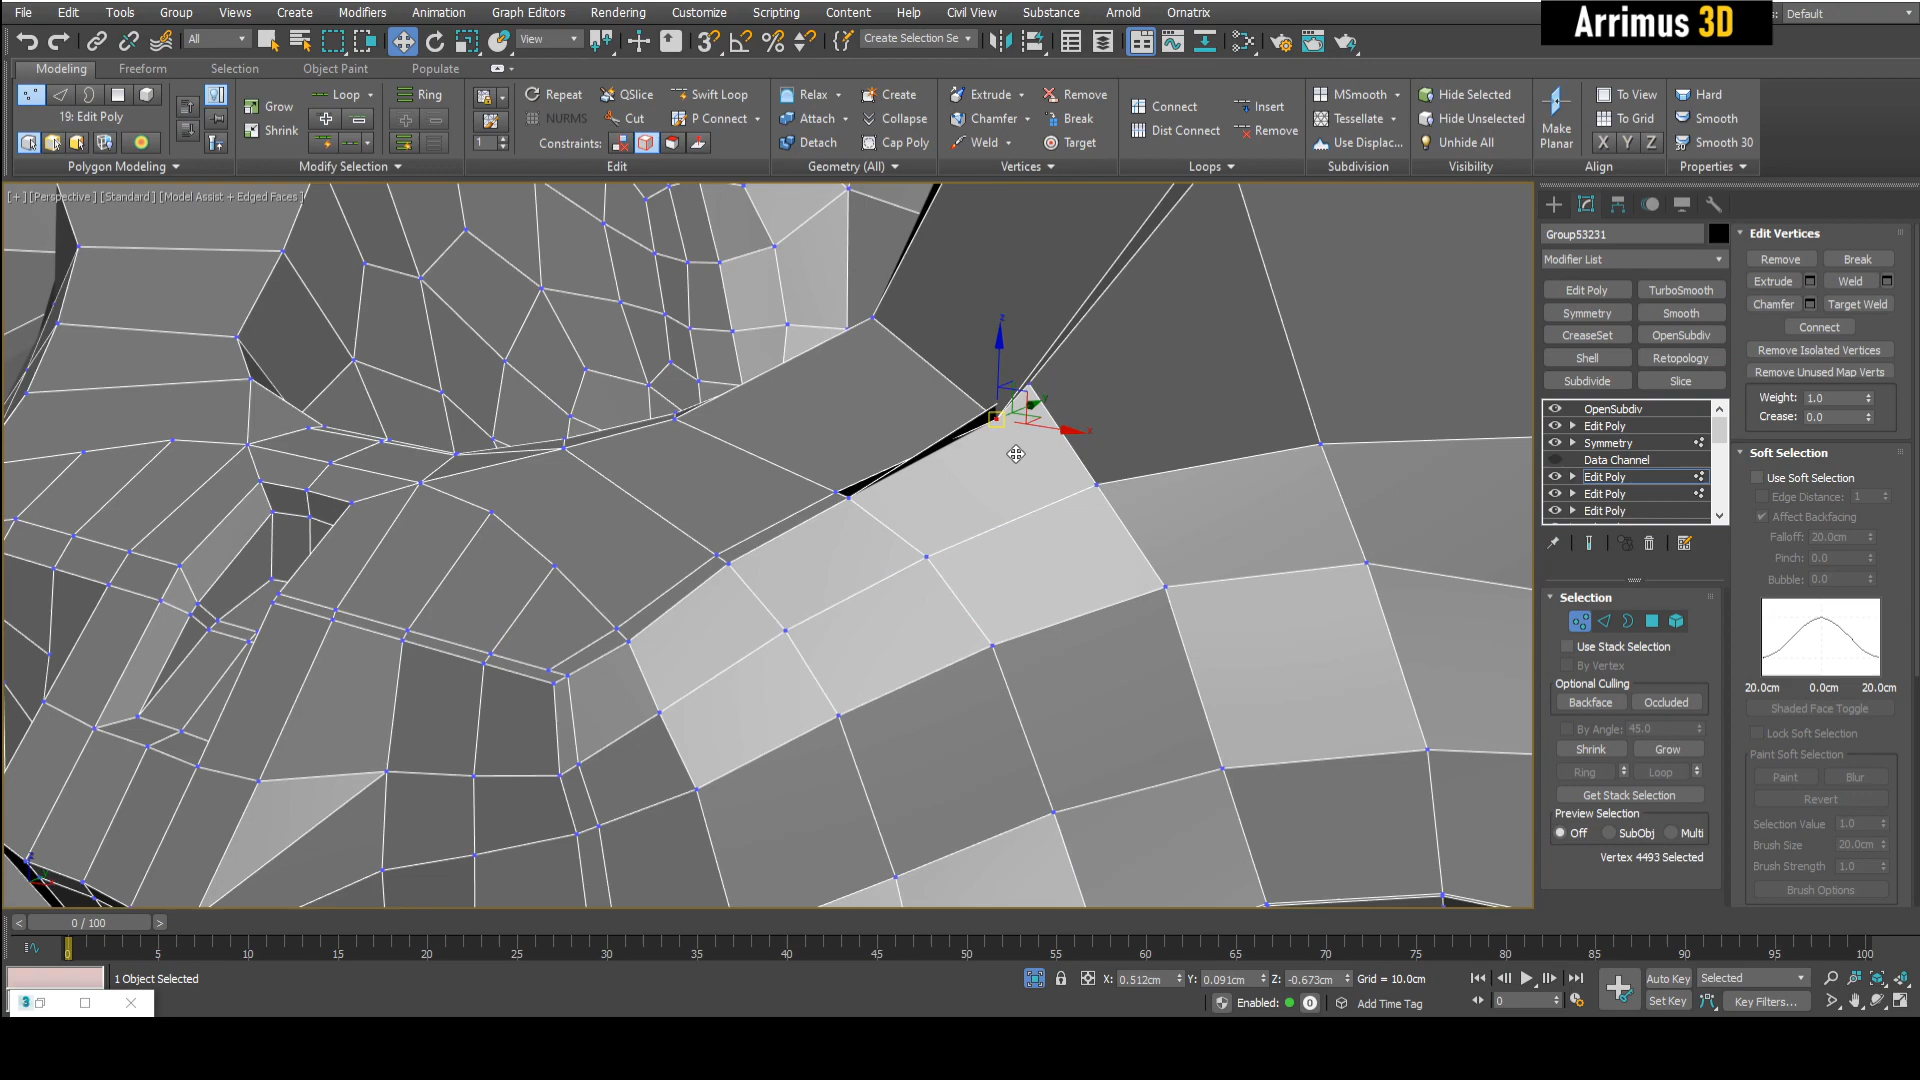 File Edit Tools Group Views Create Modifiers Animation Graph Editors Rendering Customize Scripting Content Help Civil View Substance Arnold Ornatrix
Default
Arrimus 3D
All View Create Selection Se
Modeling Freeform Selection Object Paint Populate
Loop Ring Repeat QSlice Swift Loop Relax Create Extrude Remove MSmooth Hide Selected To View Hard
Grow Connect Insert
19: Edit Poly NURMS Cut P Connect Attach Collapse Chamfer Break Tessellate Hide Unselected Make To Grid Smooth
Shrink Dist Connect Remove Planar
1 Constraints: Detach Cap Poly Weld Target Use Displac... Unhide All X Y Z Smooth 30
Polygon Modeling Modify Selection Edit Geometry (All) Vertices Loops Subdivision Visibility Align Properties
[+] [Perspective] [Standard] [Model Assist + Edged Faces]
z
y
x
z
Group53231
Modifier List
Edit Poly TurboSmooth
Symmetry Smooth
CreaseSet OpenSubdiv
Shell Retopology
Subdivide Slice
OpenSubdiv
Edit Poly
Symmetry
Data Channel
Edit Poly
Edit Poly
Edit Poly
Selection
Use Stack Selection
By Vertex
Optional Culling
Backface Occluded
By Angle: 45.0
Shrink Grow
Ring Loop
Get Stack Selection
Preview Selection
Off SubObj Multi
Vertex 4493 Selected
Edit Vertices
Remove Break
Extrude Weld
Chamfer Target Weld
Connect
Remove Isolated Vertices
Remove Unused Map Verts
Weight: 1.0
Crease: 0.0
Soft Selection
Use Soft Selection
Edge Distance: 1
Affect Backfacing
Falloff: 20.0cm
Pinch: 0.0
Bubble: 0.0
20.0cm 0.0cm 20.0cm
Shaded Face Toggle
Lock Soft Selection
Paint Soft Selection
Paint Blur
Revert
Selection Value 1.0
Brush Size 20.0cm
Brush Strength 1.0
Brush Options
< 0 / 100 >
0 5 10 15 20 25 30 35 40 45 50 55 60 65 70 75 80 85 90 95 100
1 Object Selected X: 0.512cm Y: 0.091cm Z: -0.673cm Grid = 10.0cm Auto Key Selected
3 Enabled: 0 Add Time Tag 0 Set Key Key Filters...